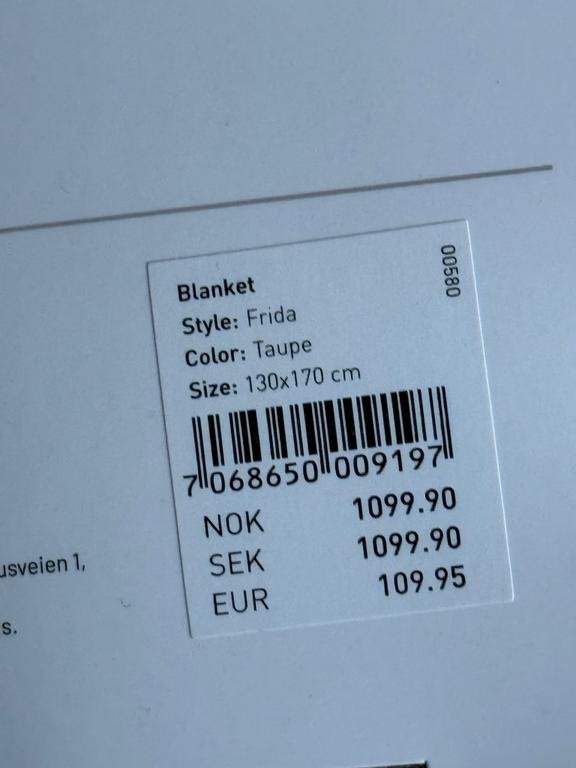 00580
Blanket
Style: Frida
Color: Taupe
Size: 130x170 cm
7 068650 009197
NOK 1099.90
SEK 1099.90
EUR 109.95
usveien 1,
s.